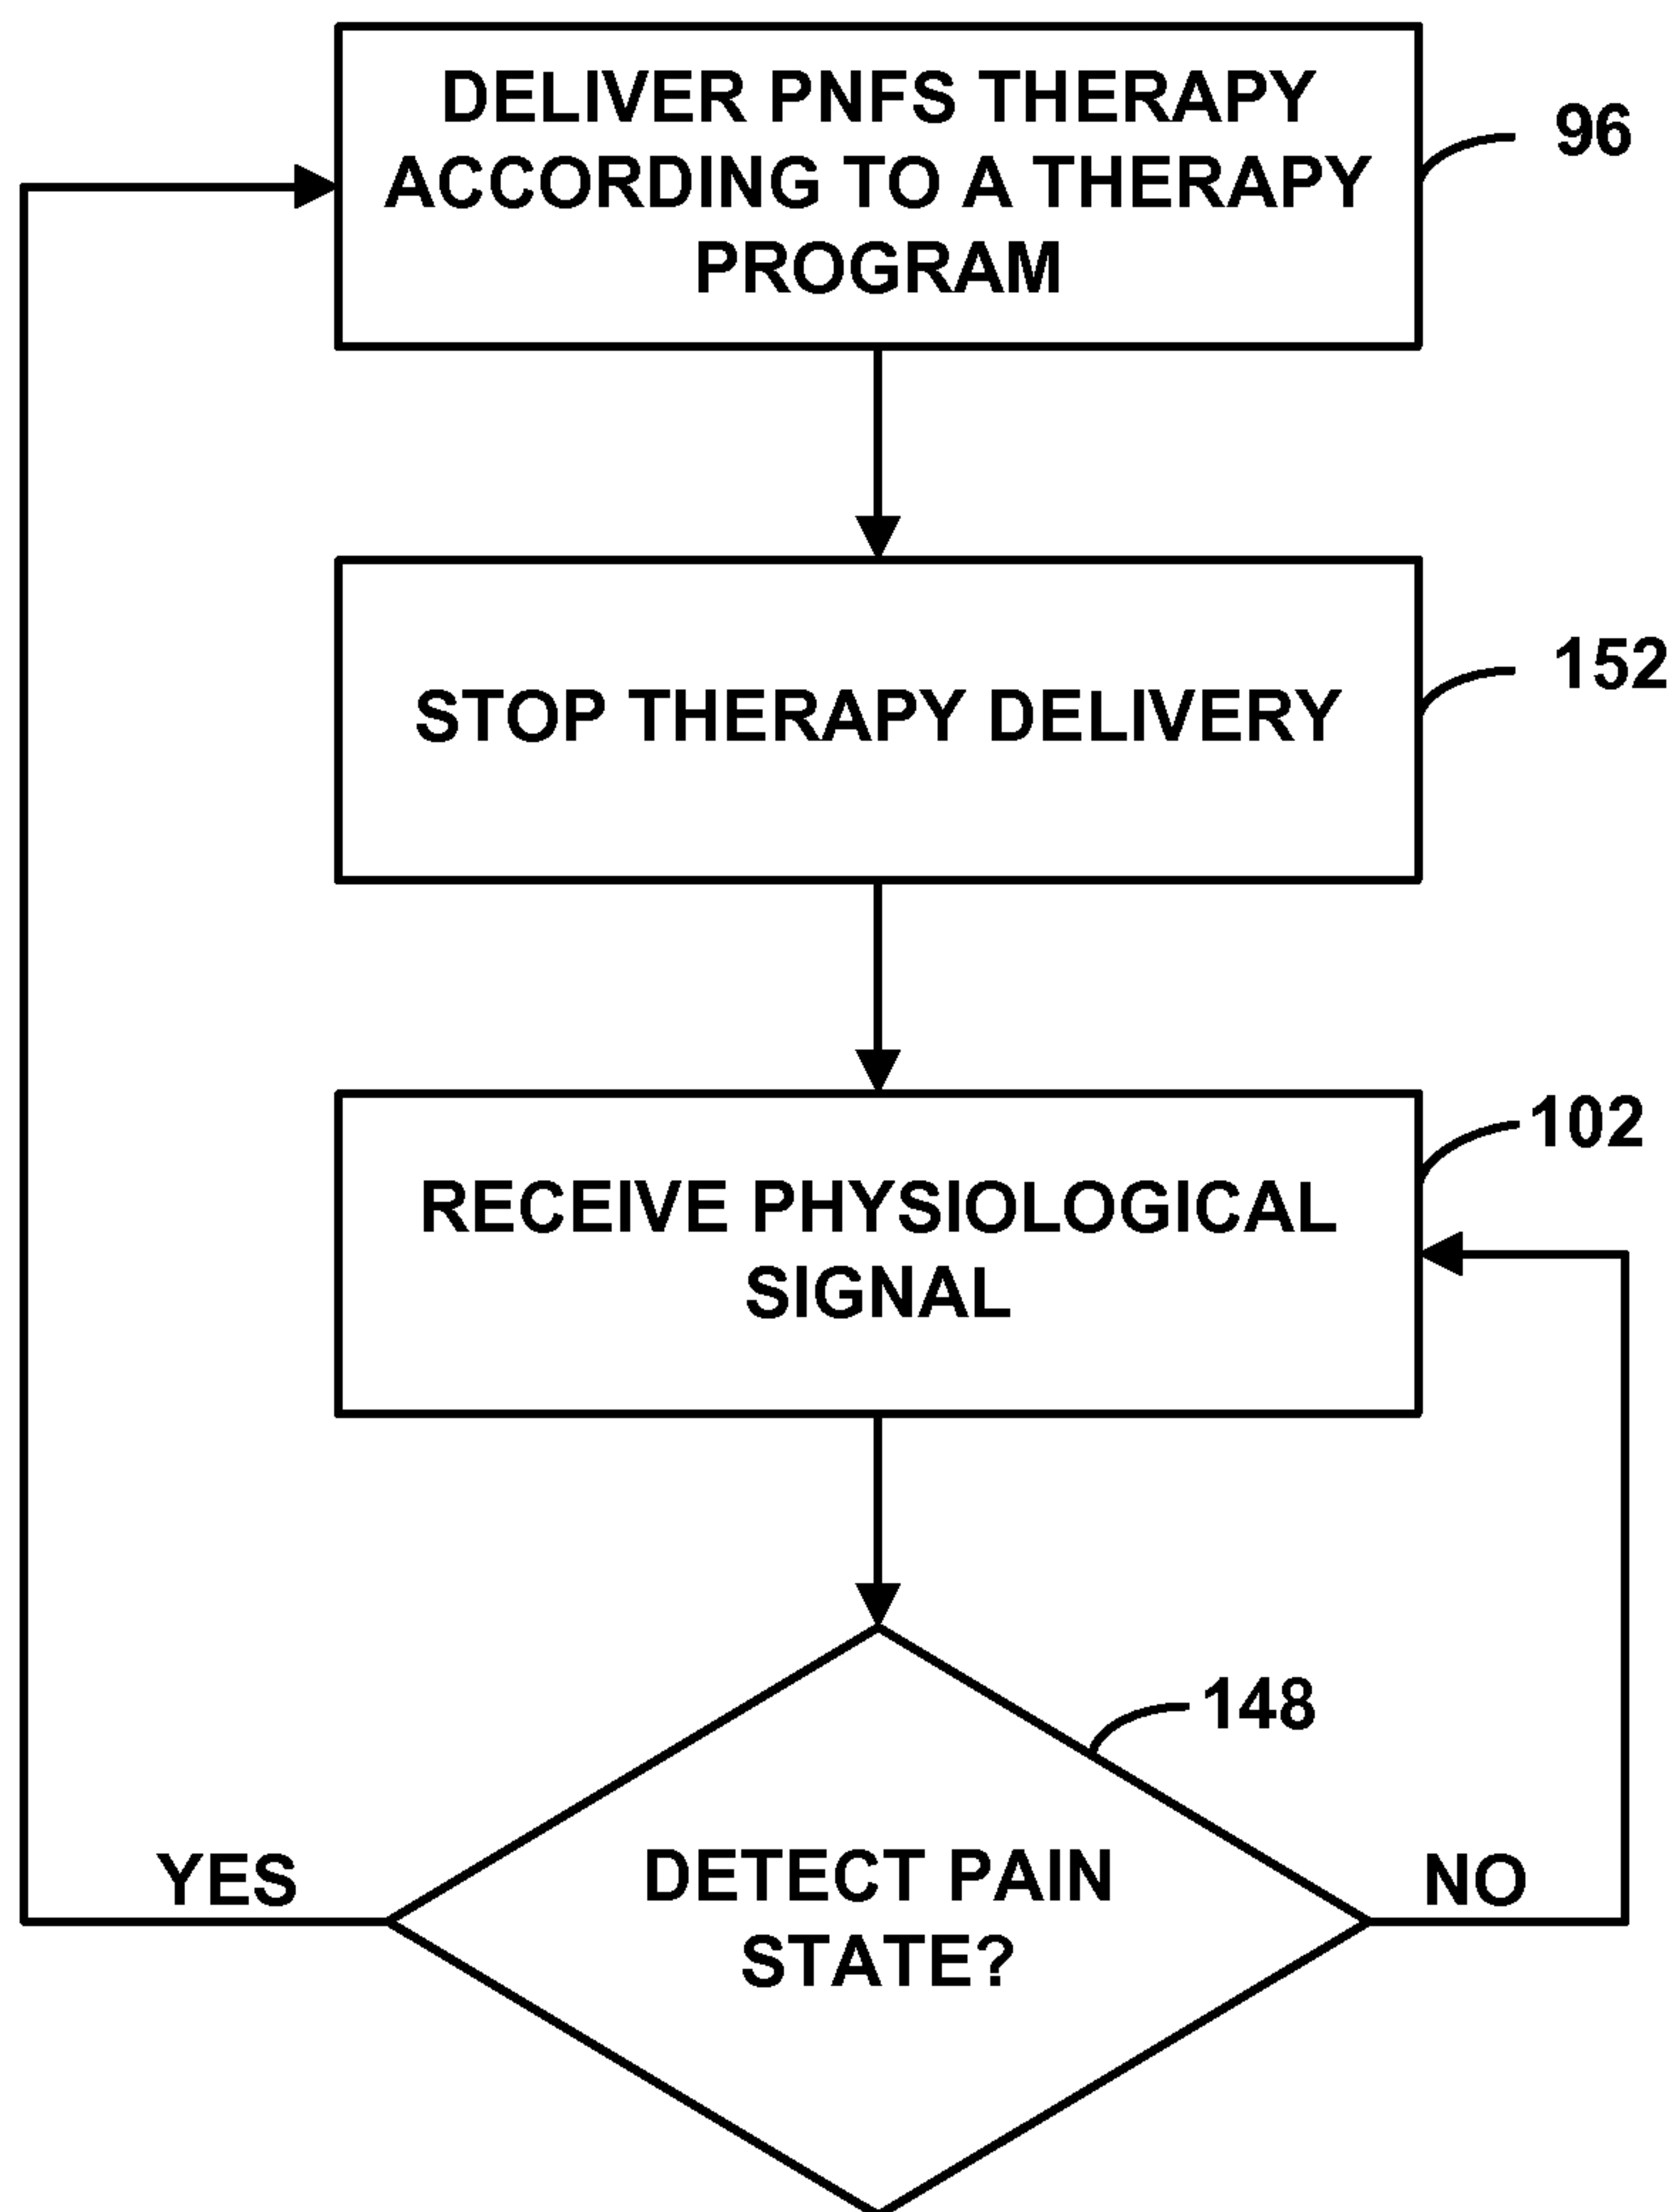 DELIVER PNFS THERAPY
ACCORDING TO A THERAPY
PROGRAM
96
STOP THERAPY DELIVERY
152
RECEIVE PHYSIOLOGICAL
SIGNAL
102
148
DETECT PAIN
STATE?
YES
NO